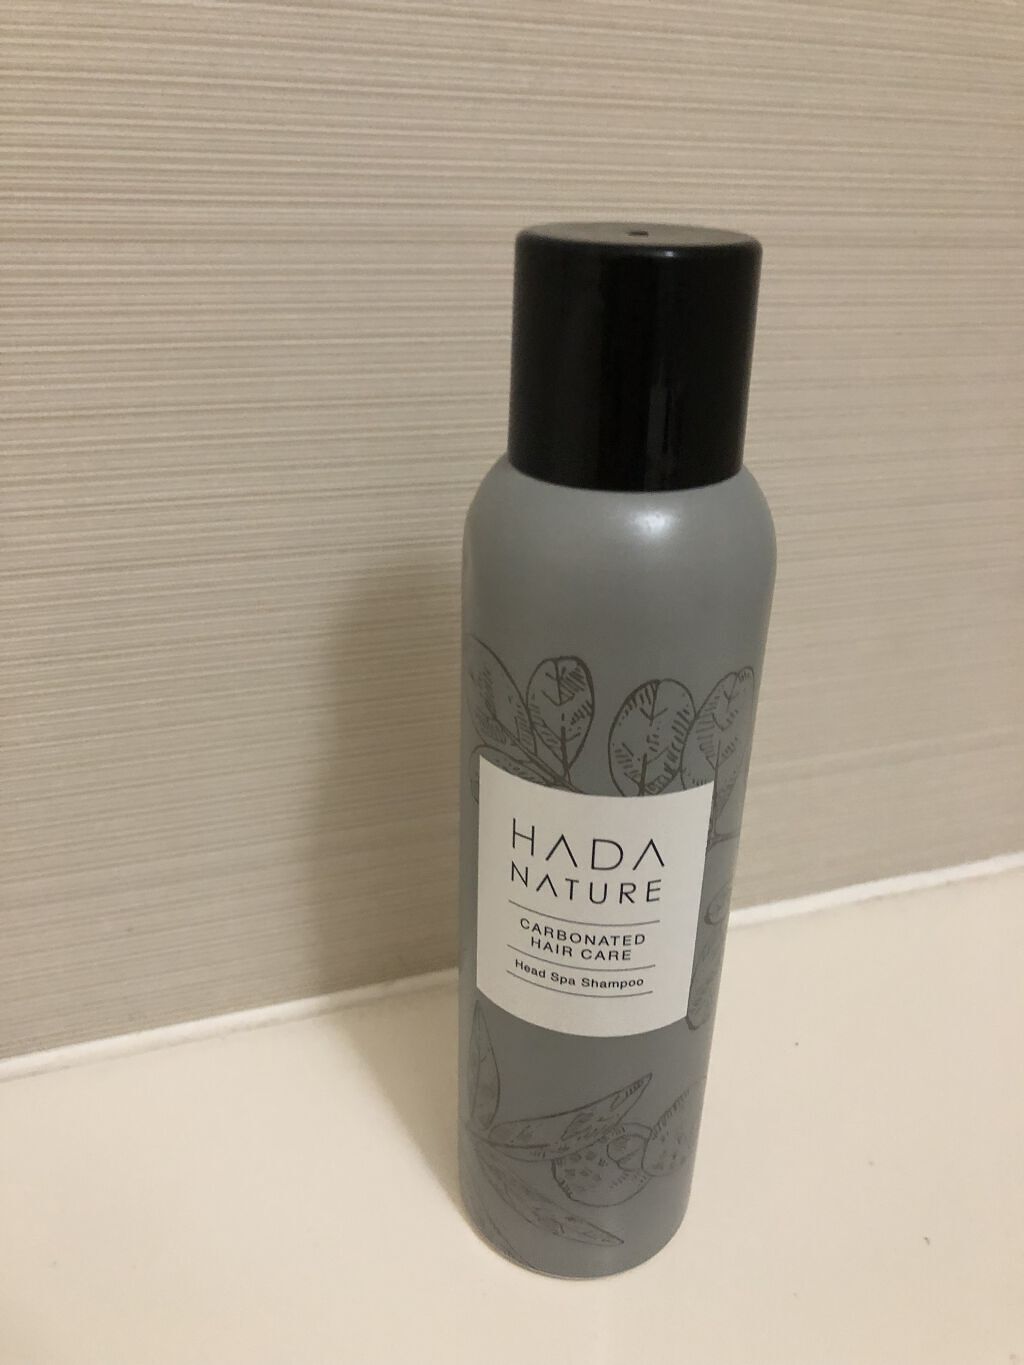 HADA
NATURE
CARBONATED
HAIR CARE
Head Spa Shampoo